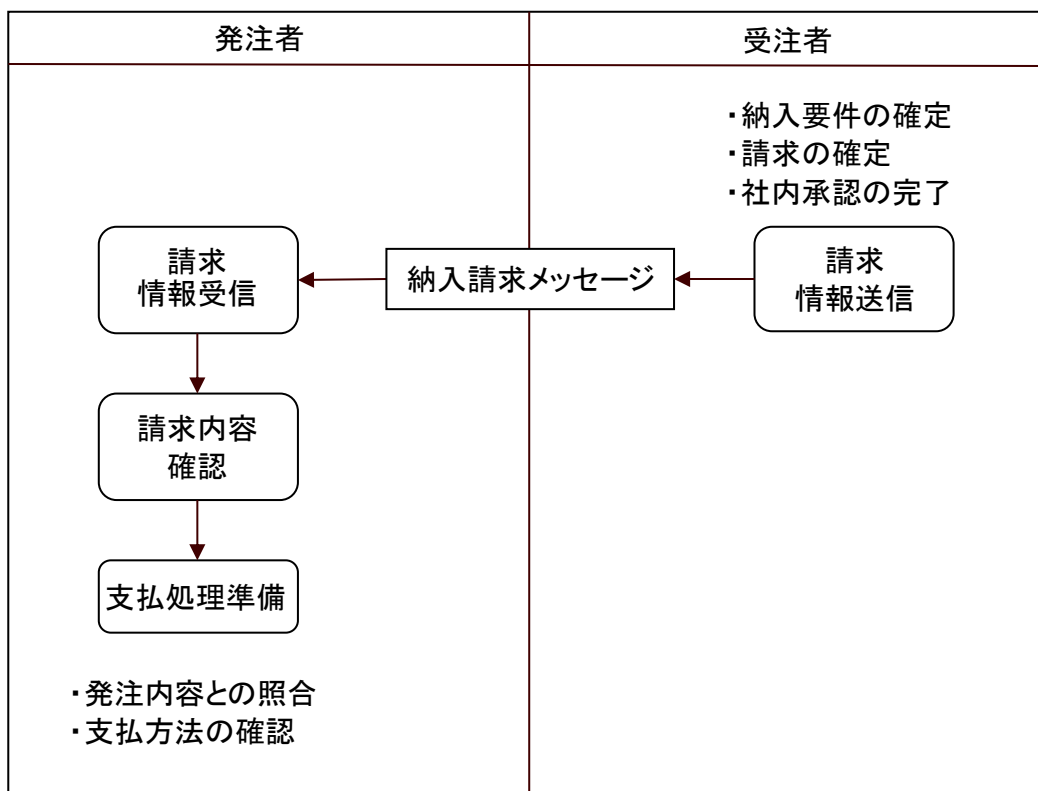 発注者
受注者
・納入要件の確定
・請求の確定
・社内承認の完了
請求
情報受信
納入請求メッセージ
請求
情報送信
請求内容
確認
支払処理準備
・発注内容との照合
・支払方法の確認